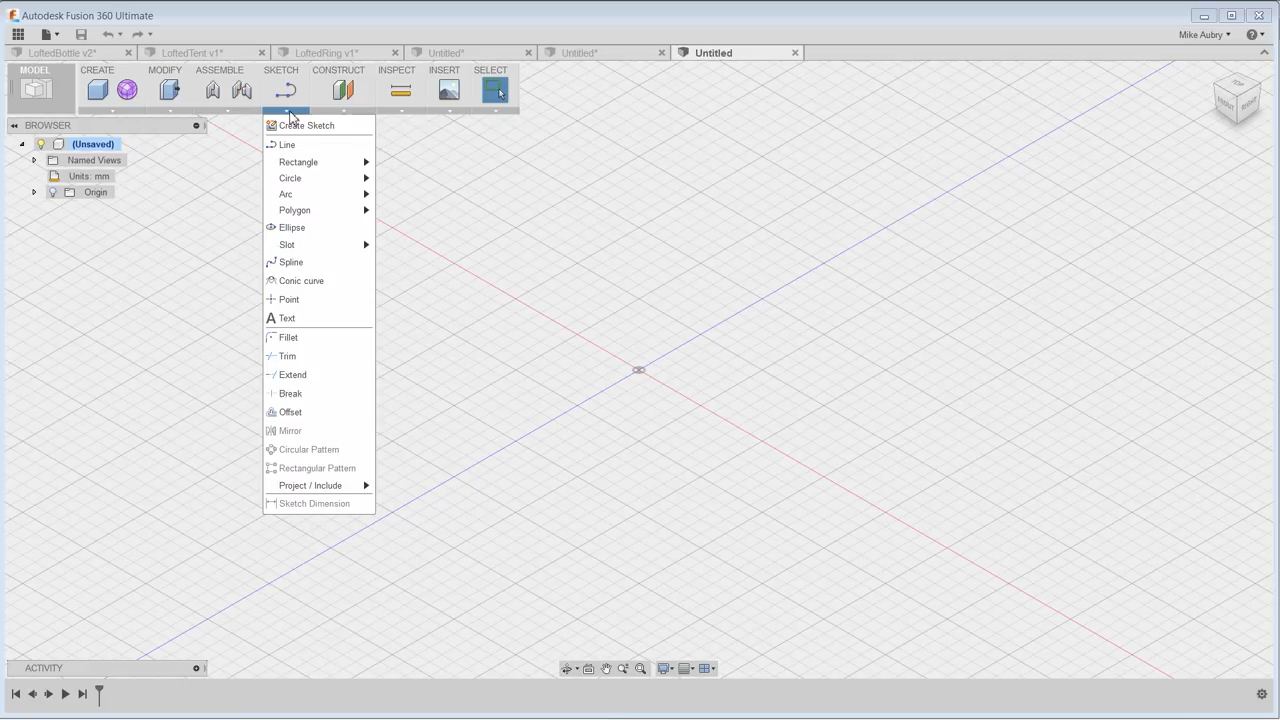 Autodesk Fusion 360 Ultimate
Mike Aubry
LoftedBottle v2*
LoftedTent v1*
LoftedRing v1*
Untitled*
Untitled*
Untitled
MODEL
CREATE
MODIFY
ASSEMBLE
SKETCH
CONSTRUCT
INSPECT
INSERT
SELECT
BROWSER
(Unsaved)
Named Views
Units: mm
Origin
Create Sketch
Line
Rectangle
Circle
Arc
Polygon
Ellipse
Slot
Spline
Conic curve
Point
Text
Fillet
Trim
Extend
Break
Offset
Mirror
Circular Pattern
Rectangular Pattern
Project / Include
Sketch Dimension
TOP
FRONT
RIGHT
ACTIVITY